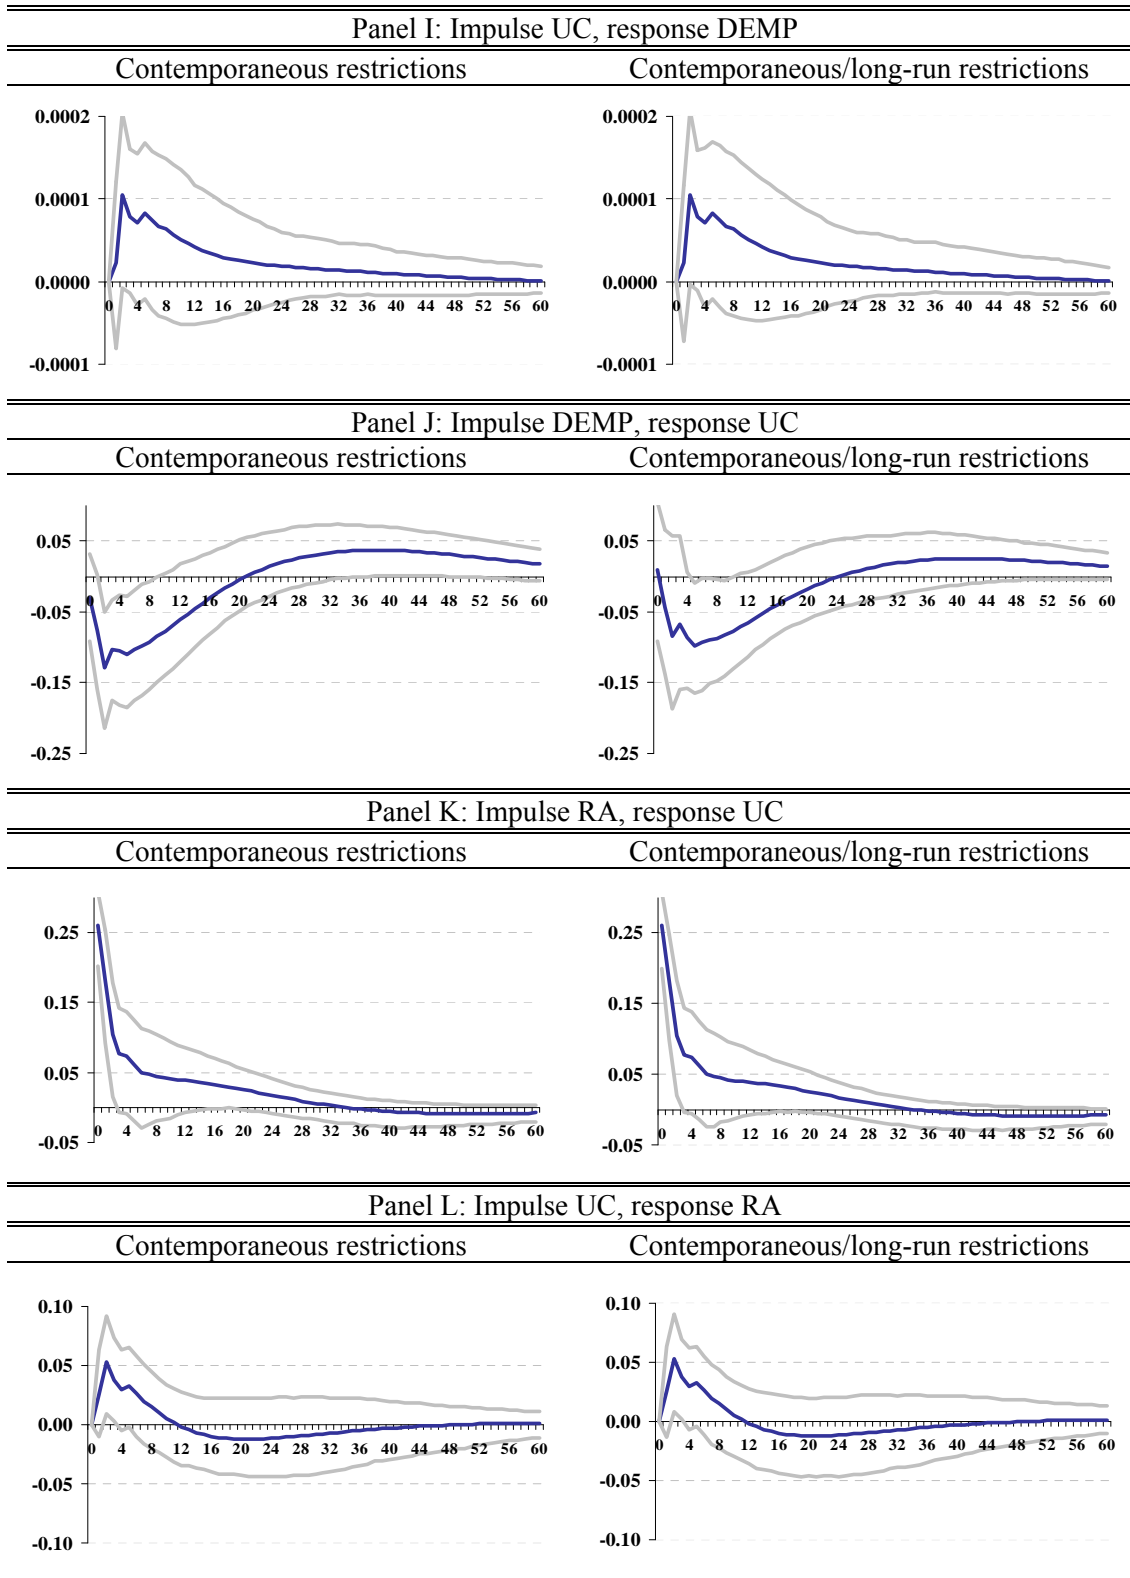 Panel I: Impulse UC, response DEMP
Contemporaneous restrictions Contemporaneous/long-run restrictions
0.0002
0.0001
0.0000
-0.0001
0 4 8 12 16 20 24 28 32 36 40 44 48 52 56 60
0.0002
0.0001
0.0000
-0.0001
0 4 8 12 16 20 24 28 32 36 40 44 48 52 56 60
Panel J: Impulse DEMP, response UC
Contemporaneous restrictions Contemporaneous/long-run restrictions
0.05
-0.05
-0.15
-0.25
0 4 8 12 16 20 24 28 32 36 40 44 48 52 56 60
0.05
-0.05
-0.15
-0.25
0 4 8 12 16 20 24 28 32 36 40 44 48 52 56 60
Panel K: Impulse RA, response UC
Contemporaneous restrictions Contemporaneous/long-run restrictions
0.25
0.15
0.05
-0.05
0 4 8 12 16 20 24 28 32 36 40 44 48 52 56 60
0.25
0.15
0.05
-0.05
0 4 8 12 16 20 24 28 32 36 40 44 48 52 56 60
Panel L: Impulse UC, response RA
Contemporaneous restrictions Contemporaneous/long-run restrictions
0.10
0.05
0.00
-0.05
-0.10
0 4 8 12 16 20 24 28 32 36 40 44 48 52 56 60
0.10
0.05
0.00
-0.05
-0.10
0 4 8 12 16 20 24 28 32 36 40 44 48 52 56 60